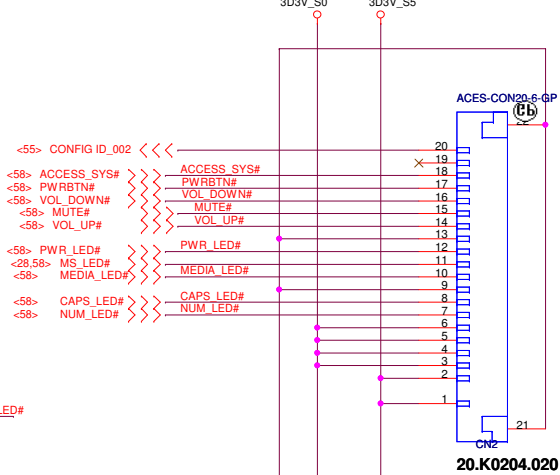 3D3V_S0 3D3V_S5
ACES-CON20-6-GP
22
<55> CONFIG ID_002 20
19
<58> ACCESS_SYS# ACCESS_SYS# 18
<58> PWRBTN# PWRBTN# 17
<58> VOL_DOWN# VOL_DOWN# 16
<58> MUTE# MUTE# 15
<58> VOL_UP# VOL_UP# 14
13
<58> PWR_LED# PWR_LED# 12
<28,58> MS_LED# 11
<58> MEDIA_LED# MEDIA_LED# 10
9
<58> CAPS_LED# CAPS_LED# 8
<58> NUM_LED# NUM_LED# 7
6
5
4
3
2
1
LED#
21
CN2
20.K0204.020